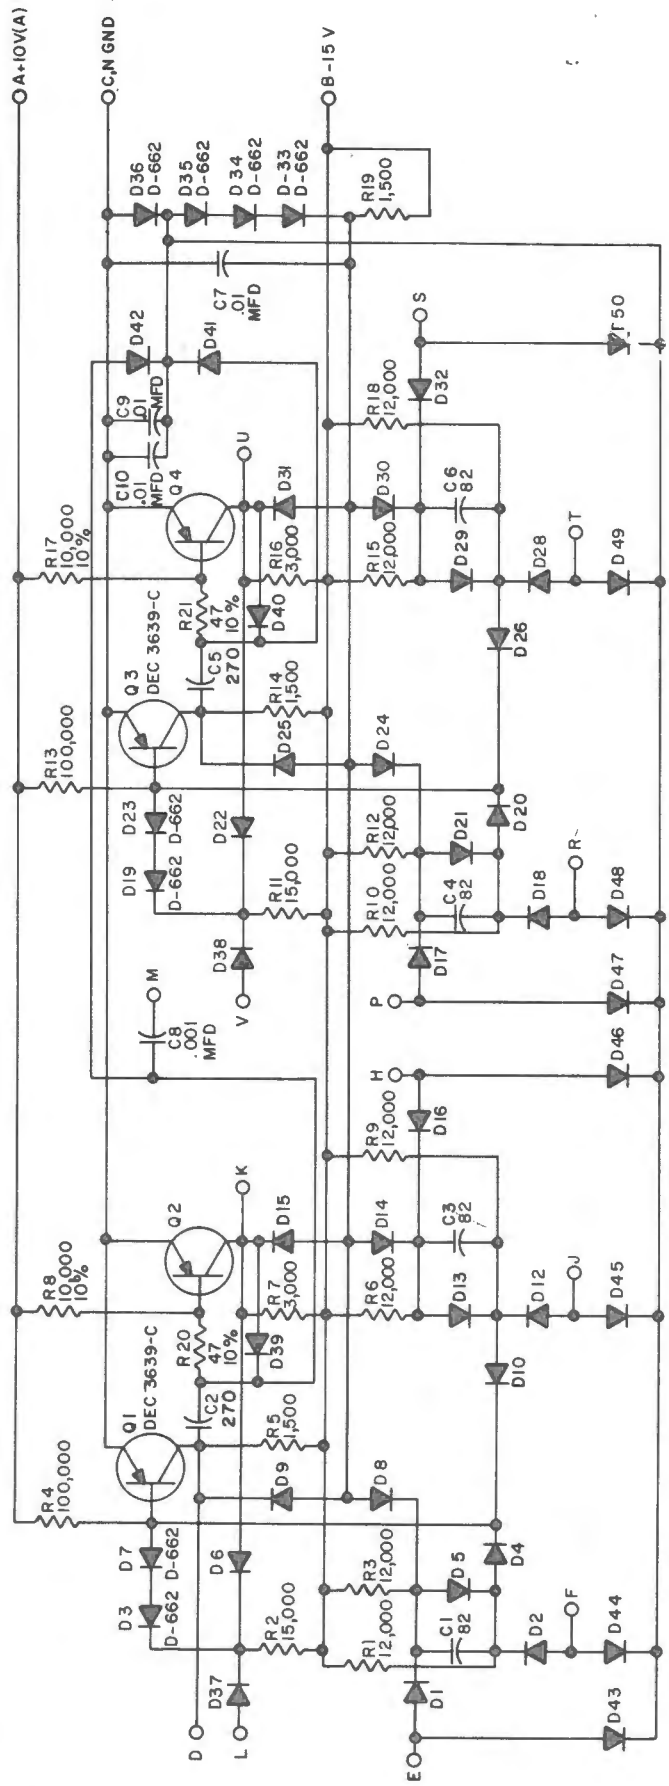 A+10V(A)
C,N GND
B-15V
R4
100,000
R8
10,000
10%
R13
100,000
R17
10,000
10%
Q1
DEC 3639-C
Q2
Q3
DEC 3639-C
Q4
D7
D-662
D3
D-662
R20
47
10%
C2
270
D39
D6
R5
1,500
R2
15,000
D37
D
L
K
D9
D15
R7
3,000
C8
.001
MFD
M
D23
D-662
D19
D-662
R21
47
10%
C5
270
D40
D22
R14
1,500
R11
15,000
D38
V
U
D25
D31
R16
3,000
C10
.01
MFD
C9
.01
MFD
D42
D41
C7
.01
MFD
D36
D-662
D35
D-662
D34
D-662
D-33
D-662
R19
1,500
R1
12,000
R3
12,000
D8
D1
C1
82
D5
D4
D2
F
D44
D43
E
R6
12,000
D14
R9
12,000
D16
D13
C3
82
D10
D12
J
D45
H
D46
P
D47
D17
R10
12,000
R12
12,000
D24
C4
82
D21
D20
D18
R
D48
R15
12,000
D30
R18
12,000
D32
S
D29
C6
82
D26
D28
T
D49